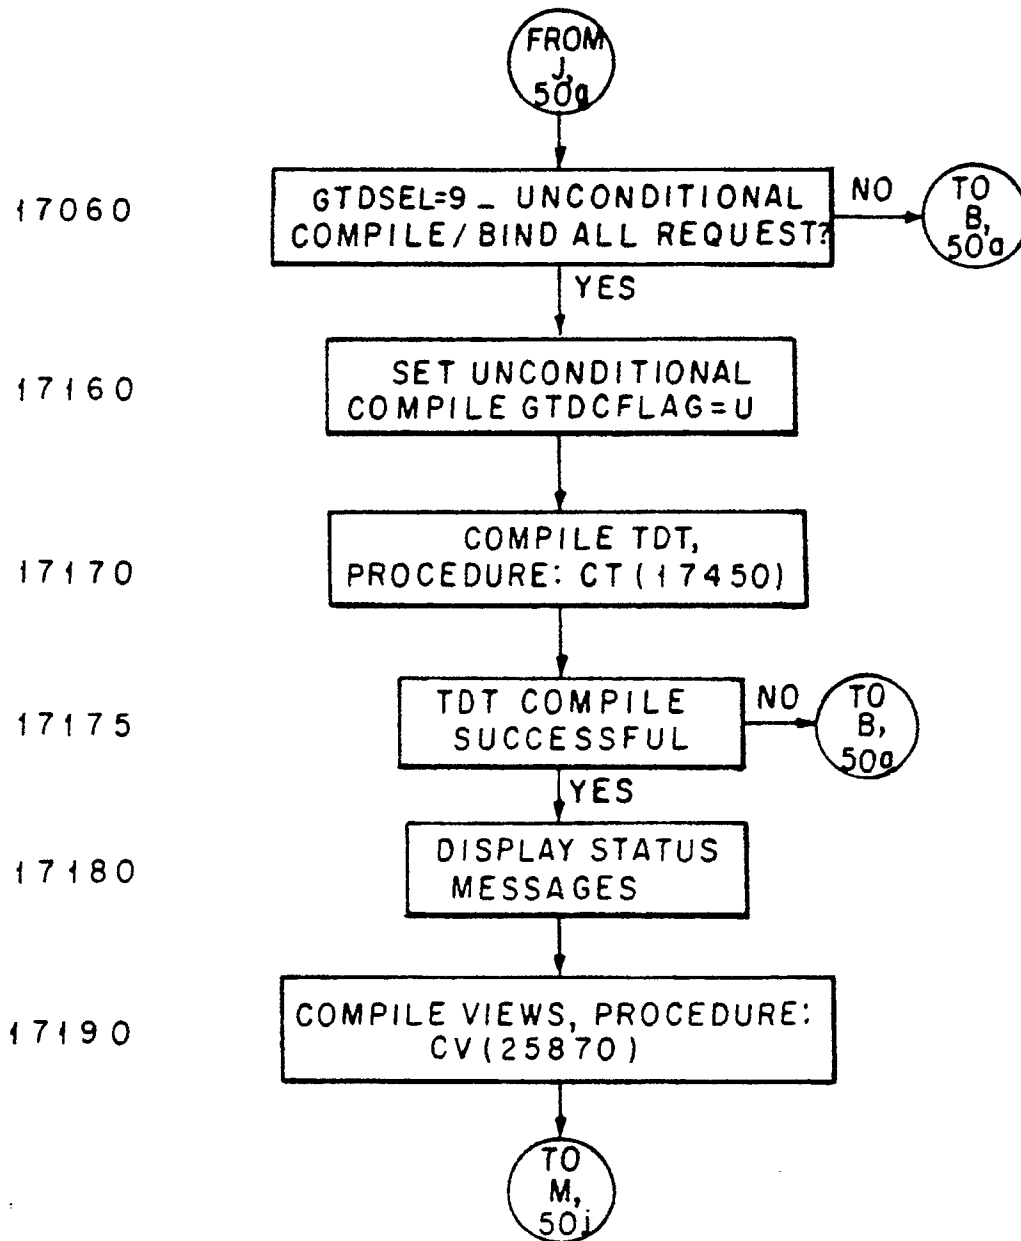 FROM
J,
50g
17060
GTDSEL=9 – UNCONDITIONAL
COMPILE/BIND ALL REQUEST?
NO
TO
B,
50a
YES
17160
SET UNCONDITIONAL
COMPILE GTDCFLAG=U
17170
COMPILE TDT,
PROCEDURE: CT(17450)
17175
TDT COMPILE
SUCCESSFUL
NO
TO
B,
50a
YES
17180
DISPLAY STATUS
MESSAGES
17190
COMPILE VIEWS, PROCEDURE:
CV(25870)
TO
M,
50j